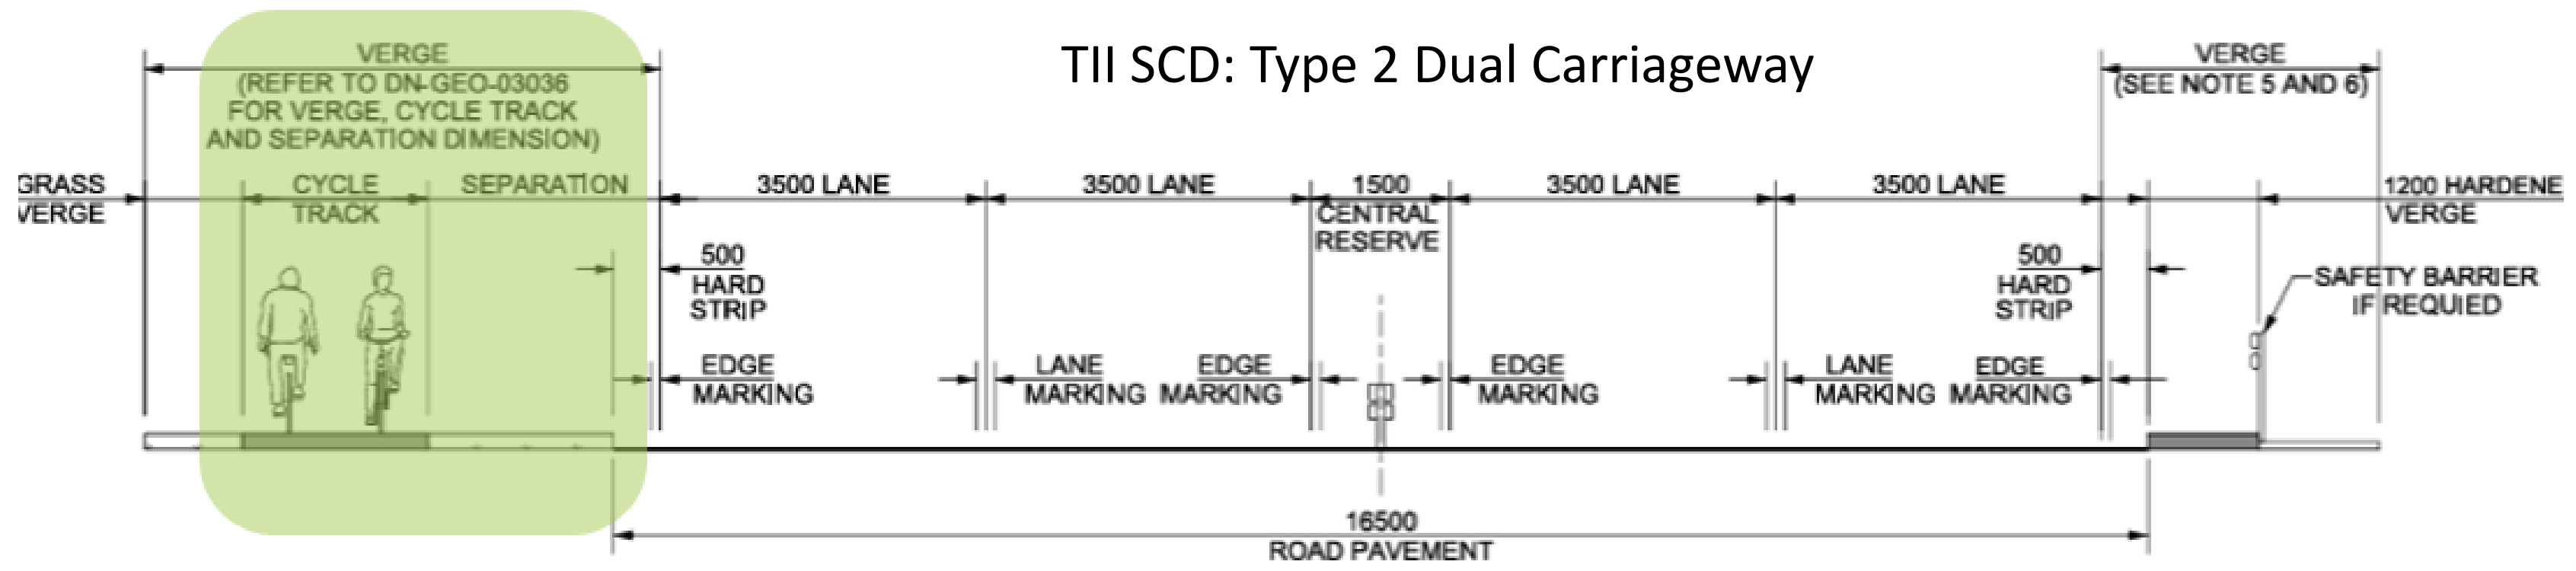 TII SCD: Type 2 Dual Carriageway
VERGE
(REFER TO DN-GEO-03036
FOR VERGE, CYCLE TRACK
AND SEPARATION DIMENSION)
VERGE
(SEE NOTE 5 AND 6)
GRASS
VERGE
CYCLE
TRACK
SEPARATION
3500 LANE
3500 LANE
1500
CENTRAL
RESERVE
3500 LANE
3500 LANE
1200 HARDENE
VERGE
500
HARD
STRIP
500
HARD
STRIP
SAFETY BARRIER
IF REQUIED
EDGE
MARKING
LANE
MARKING
EDGE
MARKING
EDGE
MARKING
LANE
MARKING
EDGE
MARKING
16500
ROAD PAVEMENT